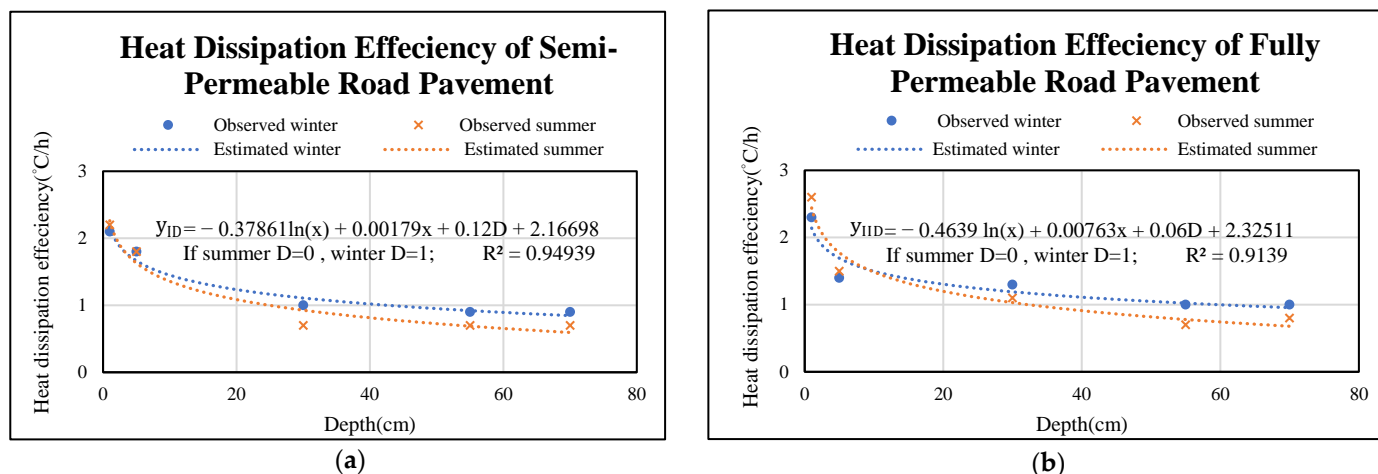 Heat Dissipation Effeciency of Semi-
Permeable Road Pavement
Observed winter
Observed summer
Estimated winter
Estimated summer
Heat dissipation effeciency(°C/h)
3
2
1
0
y_ID= − 0.37861ln(x) + 0.00179x + 0.12D + 2.16698
If summer D=0 , winter D=1; R² = 0.94939
0 20 40 60 80
Depth(cm)
(a)
Heat Dissipation Effeciency of Fully
Permeable Road Pavement
Observed winter
Observed summer
Estimated winter
Estimated summer
Heat dissipation effeciency(°C/h)
3
2
1
0
y_IID= − 0.4639 ln(x) + 0.00763x + 0.06D + 2.32511
If summer D=0 , winter D=1; R² = 0.9139
0 20 40 60 80
Depth(cm)
(b)